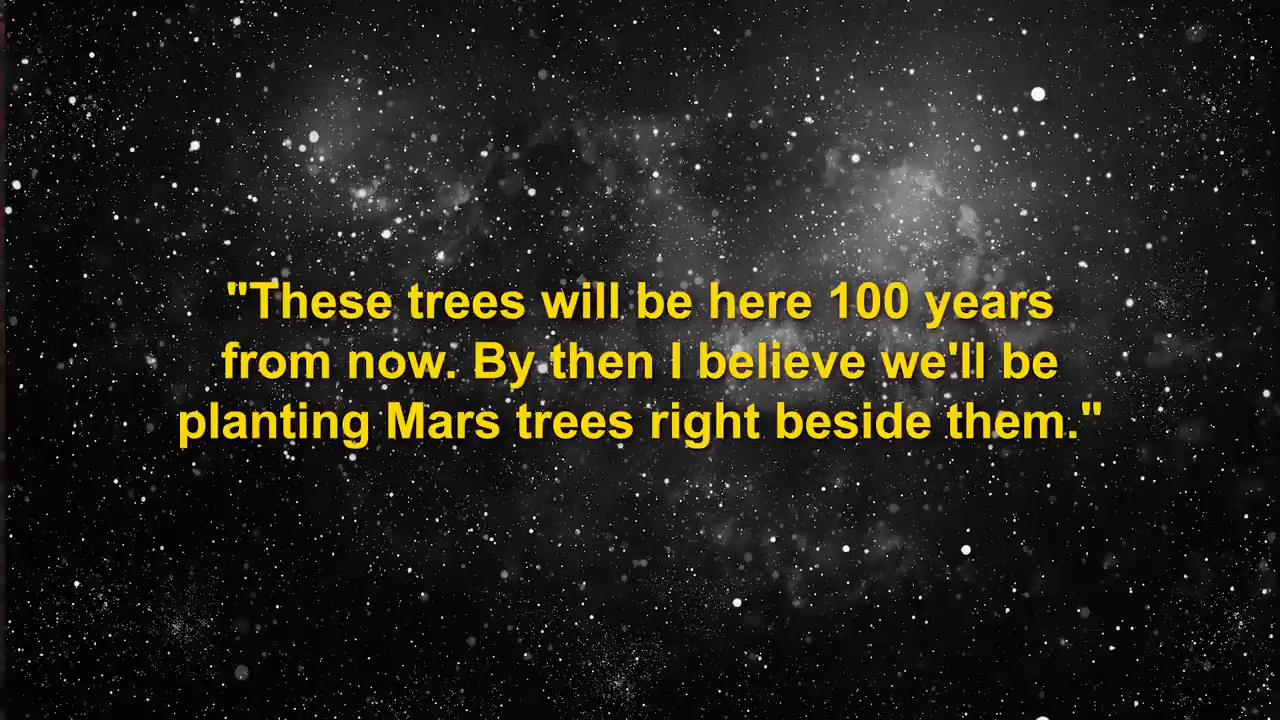 "These trees will be here 100 years
from now. By then I believe we'll be
planting Mars trees right beside them."